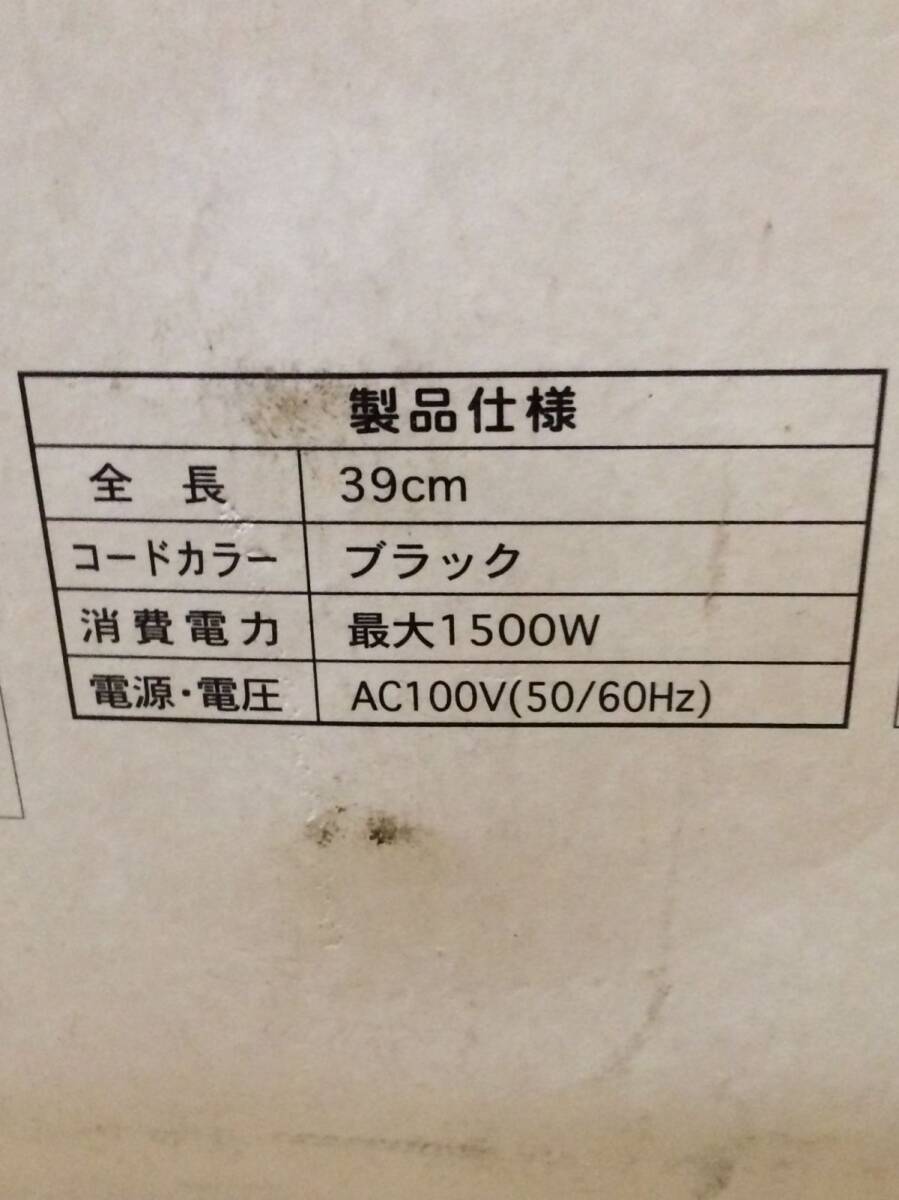 製品仕様
全 長 39cm
コードカラー ブラック
消費電力 最大1500W
電源・電圧 AC100V(50/60Hz)